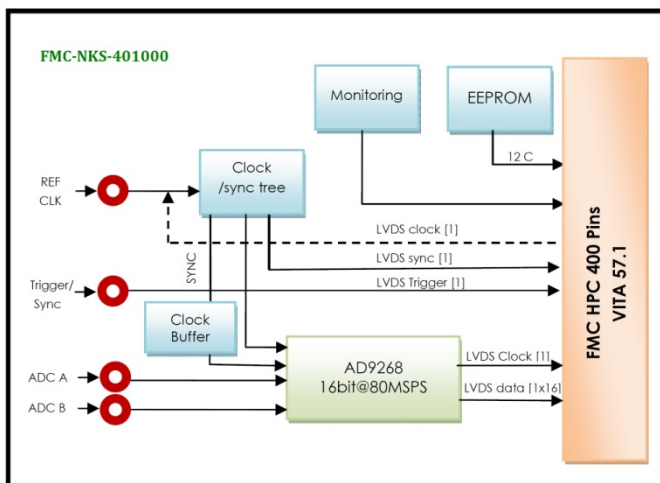 FMC-NKS-401000
Monitoring
EEPROM
12 C
Clock
/sync tree
REF
CLK
LVDS clock [1]
SYNC
LVDS sync [1]
Trigger/
Sync
LVDS Trigger [1]
Clock
Buffer
AD9268
16bit@80MSPS
LVDS Clock [1]
LVDS data [1x16]
ADC A
ADC B
FMC HPC 400 Pins
VITA 57.1